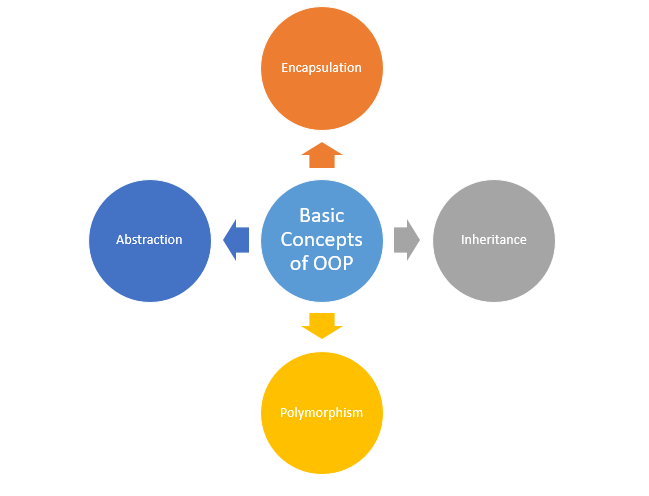 Encapsulation
Abstraction
Basic
Concepts
of OOP
Inheritance
Polymorphism